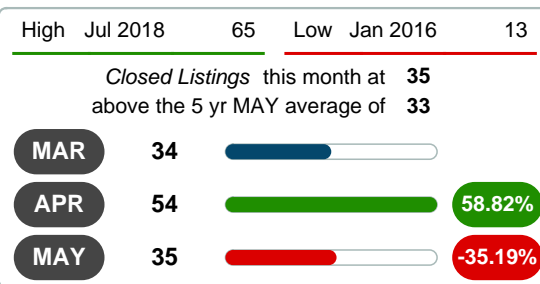 High Jul 2018 65 Low Jan 2016 13
Closed Listings this month at 35
above the 5 yr MAY average of 33
MAR 34
APR 54 58.82%
MAY 35 -35.19%